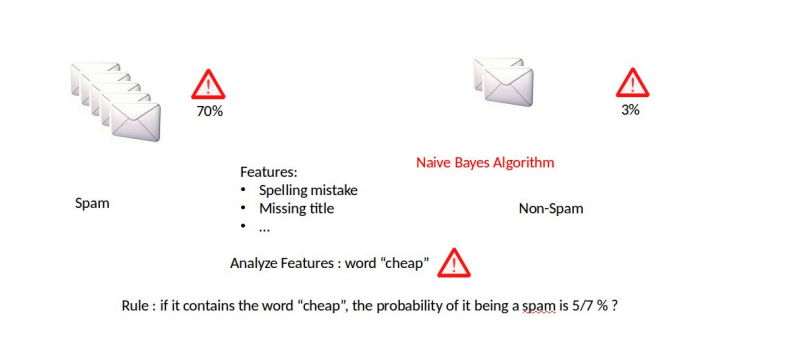 70%
3%
Naive Bayes Algorithm
Features:
• Spelling mistake
• Missing title
• ...
Spam
Non-Spam
Analyze Features : word “cheap”
Rule : if it contains the word “cheap”, the probability of it being a spam is 5/7 % ?